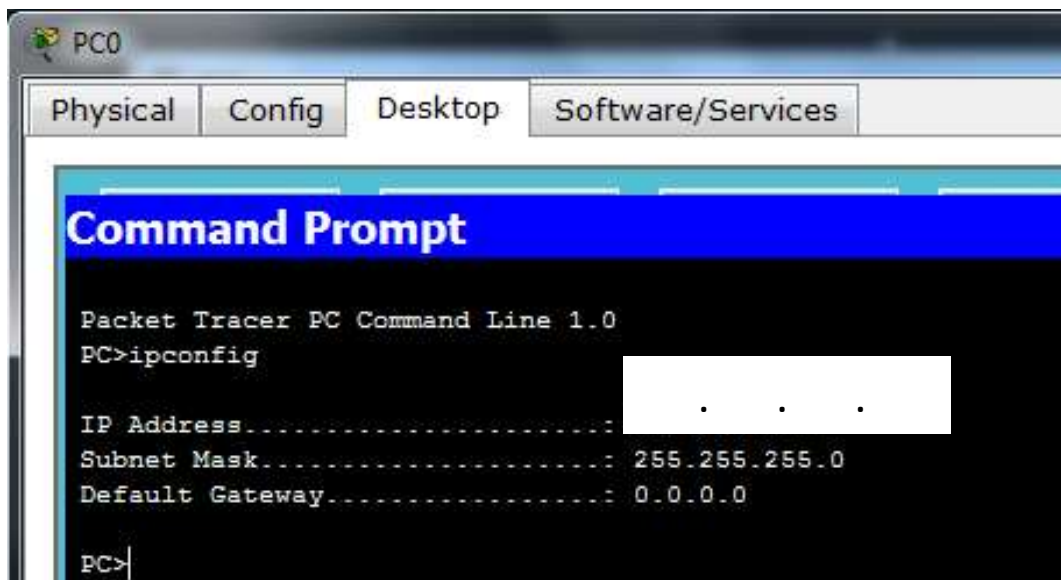 PC0
Physical Config Desktop Software/Services
Command Prompt
Packet Tracer PC Command Line 1.0
PC>ipconfig
IP Address......................: . . .
Subnet Mask.....................: 255.255.255.0
Default Gateway.................: 0.0.0.0
PC>